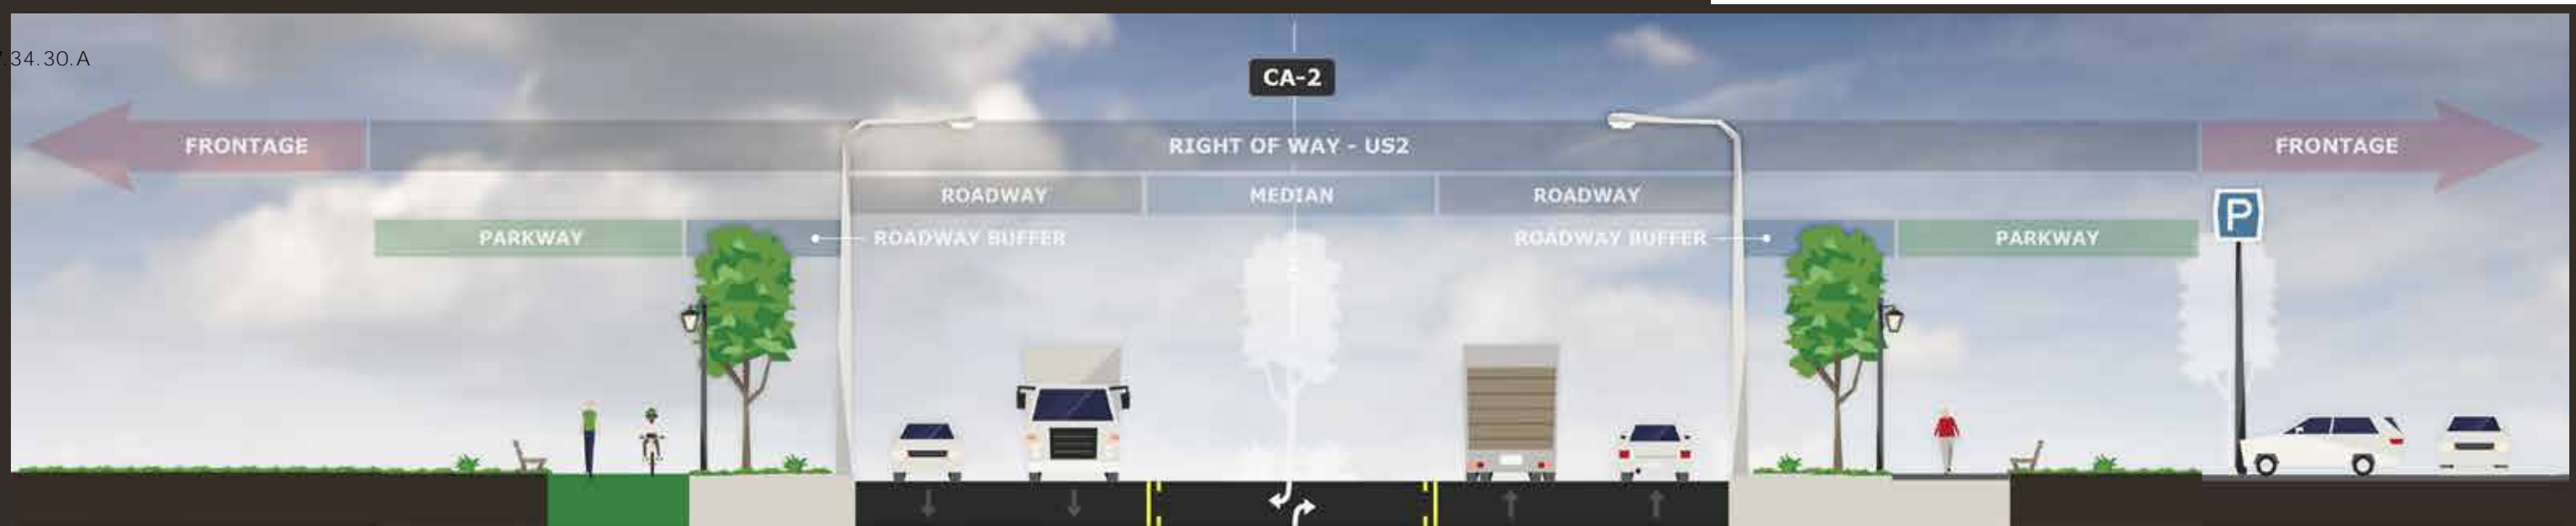 .34.30.A
CA-2
FRONTAGE
RIGHT OF WAY - US2
FRONTAGE
ROADWAY
MEDIAN
ROADWAY
PARKWAY
ROADWAY BUFFER
ROADWAY BUFFER
PARKWAY
P